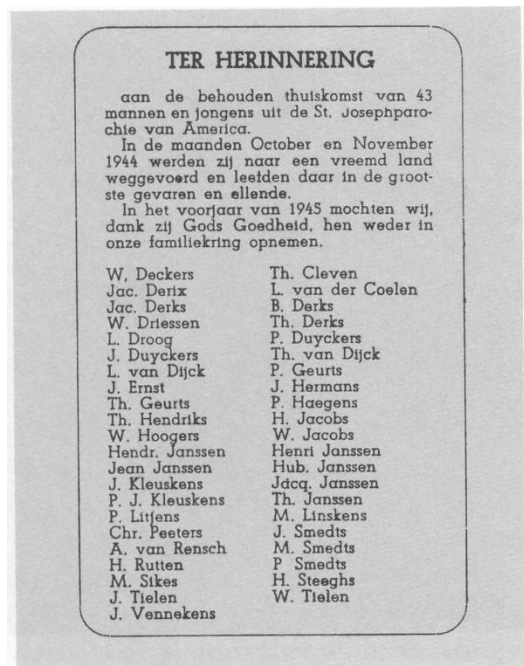 TER HERINNERING
aan de behouden thuiskomst van 43
mannen en jongens uit de St. Josephparo-
chie van America.
In de maanden October en November
1944 werden zij naar een vreemd land
weggevoerd en leefden daar in de groot-
ste gevaren en ellende.
In het voorjaar van 1945 mochten wij,
dank zij Gods Goedheid, hen weder in
onze familiekring opnemen.
W, Deckers
Jac. Derix
Jac. Derks
W. Driessen
L. Droog
J. Duyckers
L. van Dijck
J. Ernst
Th. Geurts
Th. Hendriks
W. Hoogers
Hendr. Janssen
Jean Janssen
J. Kleuskens
P. J. Kleuskens
P. Litjens
Chr. Peeters
A. van Rensch
H. Rutten
M. Sikes
J. Tielen
J. Vennekens
Th. Cleven
L. van der Coelen
B. Derks
Th. Derks
P. Duyckers
Th. van Dijck
P. Geurts
J. Hermans
P. Haegens
H. Jacobs
W. Jacobs
Henri Janssen
Hub. Janssen
Jacq. Janssen
Th. Janssen
M. Linskens
J. Smedts
M. Smedts
P Smedts
H. Steeghs
W. Tielen